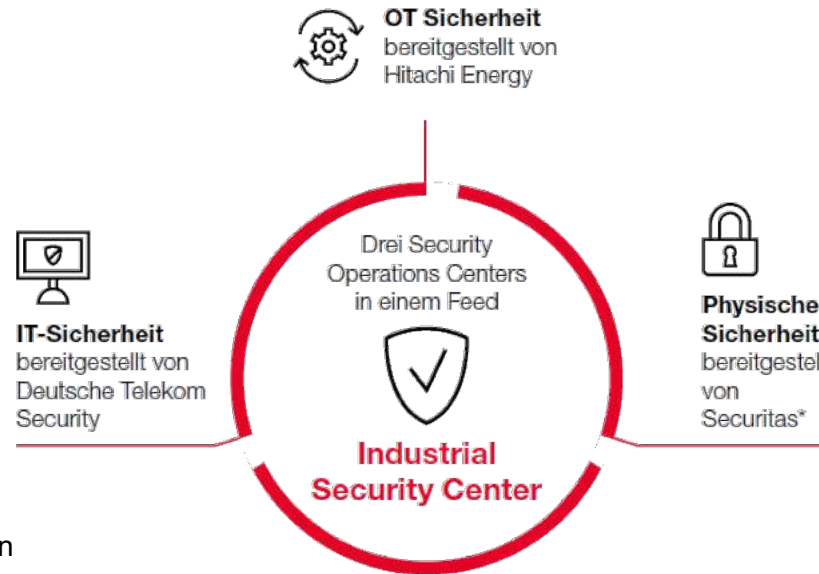 OT Sicherheit
bereitgestellt von
Hitachi Energy
Drei Security
Operations Centers
in einem Feed
IT-Sicherheit
bereitgestellt von
Deutsche Telekom
Security
Physische
Sicherheit
bereitgestel
von
Securitas*
Industrial
Security Center
n